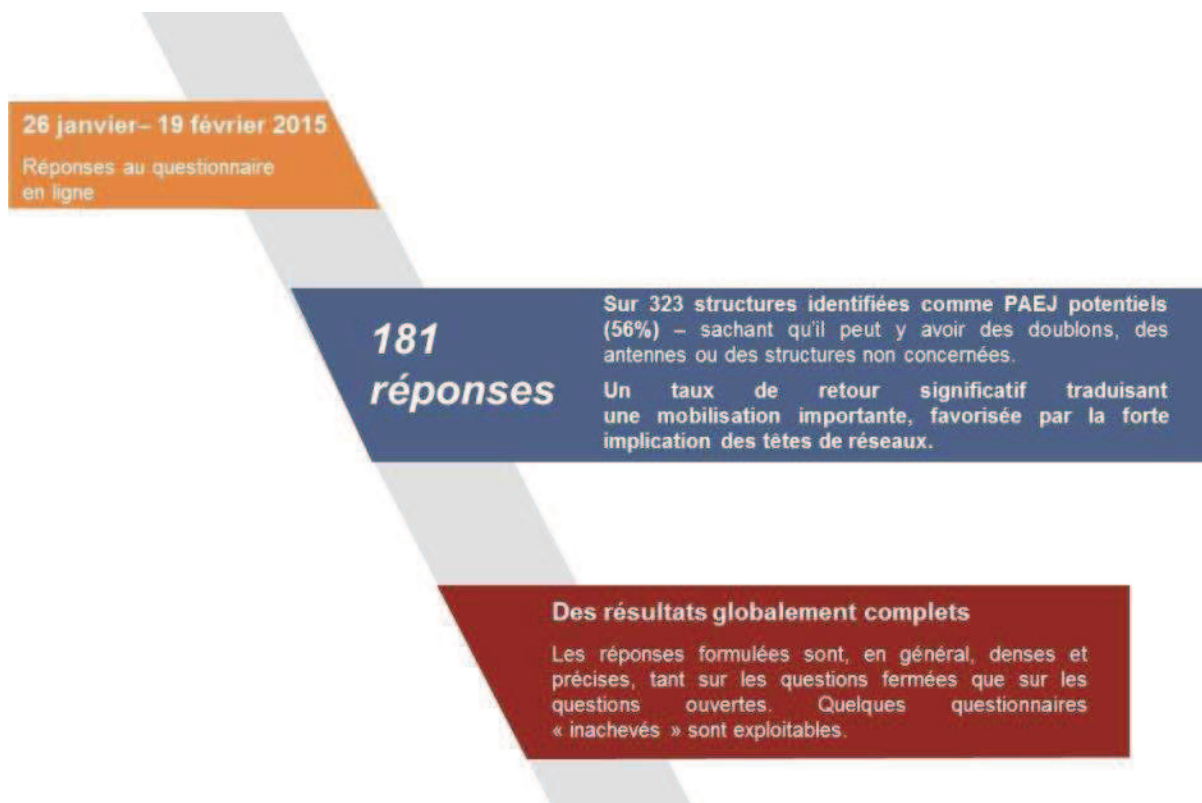 26 janvier– 19 février 2015
Réponses au questionnaire
en ligne
181
réponses
Sur 323 structures identifiées comme PAEJ potentiels
(56%) – sachant qu'il peut y avoir des doublons, des
antennes ou des structures non concernées.
Un taux de retour significatif traduisant
une mobilisation importante, favorisée par la forte
implication des têtes de réseaux.
Des résultats globalement complets
Les réponses formulées sont, en général, denses et
précises, tant sur les questions fermées que sur les
questions ouvertes. Quelques questionnaires
« inachevés » sont exploitables.